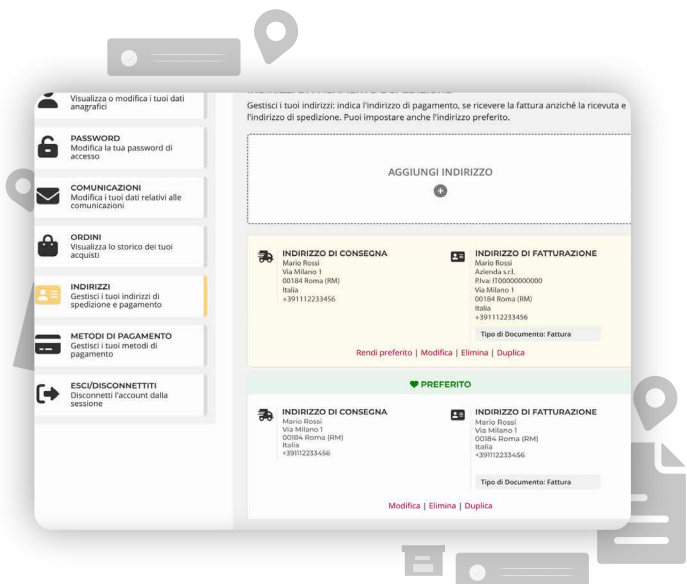 Visualizza o modifica i tuoi dati
anagrafici
PASSWORD
Modifica la tua password di
accesso
COMUNICAZIONI
Modifica i tuoi dati relativi alle
comunicazioni
ORDINI
Visualizza lo storico dei tuoi
acquisti
INDIRIZZI
Gestisci i tuoi indirizzi di
spedizione e pagamento
METODI DI PAGAMENTO
Gestisci i tuoi metodi di
pagamento
ESCI/DISCONNETTITI
Disconnetti l'account dalla
sessione
Gestisci i tuoi indirizzi: indica l'indirizzo di pagamento, se ricevere la fattura anziché la ricevuta e
l'indirizzo di spedizione. Puoi impostare anche l'indirizzo preferito.
AGGIUNGI INDIRIZZO
INDIRIZZO DI CONSEGNA
Mario Rossi
Via Milano 1
00184 Roma (RM)
Italia
+391112233456
INDIRIZZO DI FATTURAZIONE
Mario Rossi
Azienda s.r.l.
P.Iva: IT00000000000
Via Milano 1
00184 Roma (RM)
Italia
+391112233456
Tipo di Documento: Fattura
Rendi preferito | Modifica | Elimina | Duplica
PREFERITO
INDIRIZZO DI CONSEGNA
Mario Rossi
Via Milano 1
00184 Roma (RM)
Italia
+391112233456
INDIRIZZO DI FATTURAZIONE
Mario Rossi
Via Milano 1
00184 Roma (RM)
Italia
+391112233456
Tipo di Documento: Fattura
Modifica | Elimina | Duplica